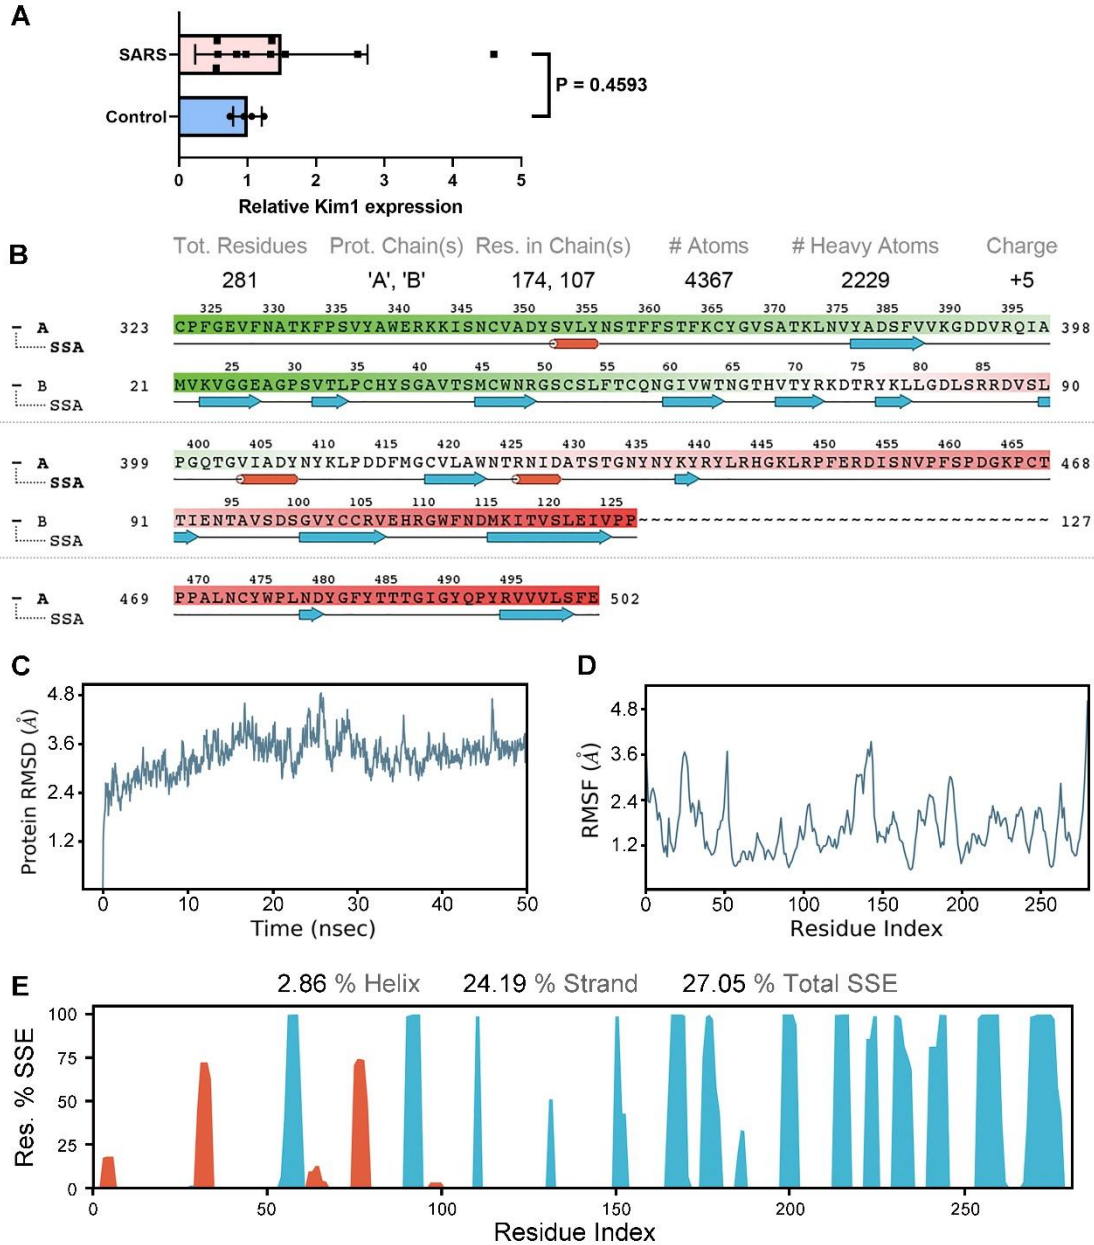 A
SARS
Control
P = 0.4593
0 1 2 3 4 5
Relative Kim1 expression
B
Tot. Residues Prot. Chain(s) Res. in Chain(s) # Atoms # Heavy Atoms Charge
281 'A', 'B' 174, 107 4367 2229 +5
325 330 335 340 345 350 355 360 365 370 375 385 390 395
A 323 CPFGEVFNATKFPSVYAWERKKISNCVADYSVLYNSTFFSTFKCYGVSATKLNVYADSFVVKGDDVRQIA 398
SSA
25 30 35 40 45 50 55 60 65 70 75 80 85
B 21 MVKVGGEAGPSVTLPCHYSGAVTSMCWNRGSCSLFTCQNGIVWTNGTHVTYRKDTRYKLLGDLSRRDVSL 90
SSA
400 405 410 415 420 425 430 435 440 445 450 455 460 465
A 399 PGQTGVIADYNYKLPDDFMGCVLAWNTRNIDATSTGNYNYKYRYLRHGKLRPFERDISNVPFSPDGKPCT 468
SSA
95 100 105 110 115 120 125
B 91 TIENTAVSDSGVYCCRVEHRGWFNDMKITVSLEIVPP~~~~~~~~~~~~~~~~~~~~~~~~~~~~~~~~~ 127
SSA
470 475 480 485 490 495
A 469 PPALNCYWPLNDYGFYTTTGIGYQPYRVVVLSFE 502
SSA
C
4.8
3.6
2.4
1.2
Protein RMSD (Å)
0 10 20 30 40 50
Time (nsec)
D
4.8
3.6
2.4
1.2
RMSF (Å)
0 50 100 150 200 250
Residue Index
E
2.86 % Helix 24.19 % Strand 27.05 % Total SSE
100
75
50
25
0
Res. % SSE
0 50 100 150 200 250
Residue Index